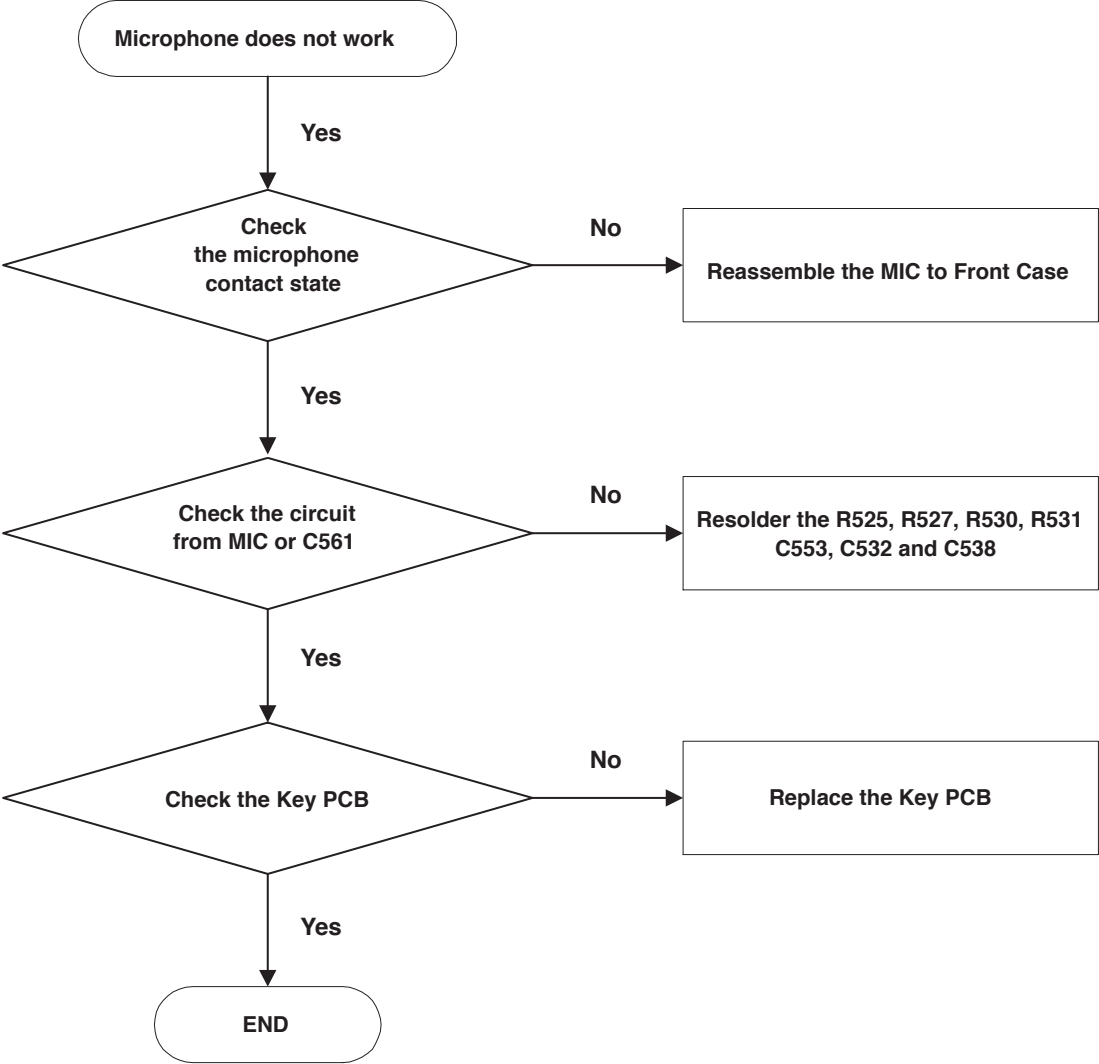 Microphone does not work
Yes
Check
the microphone
contact state
No
Reassemble the MIC to Front Case
Yes
Check the circuit
from MIC or C561
No
Resolder the R525, R527, R530, R531
C553, C532 and C538
Yes
Check the Key PCB
No
Replace the Key PCB
Yes
END